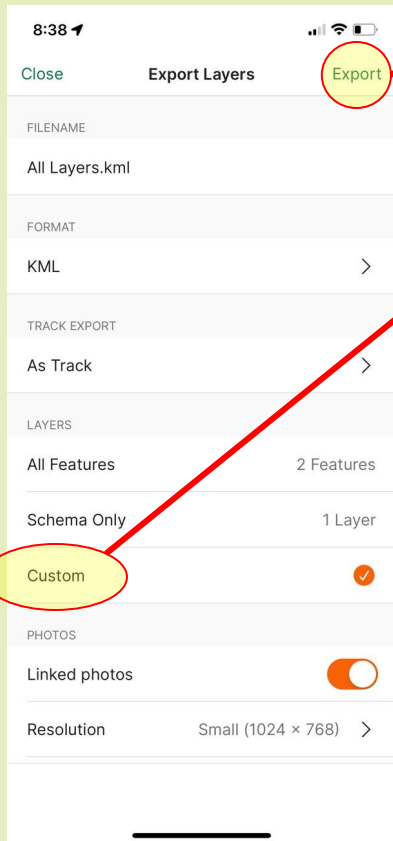 8:38
Close Export Layers Export
FILENAME
All Layers.kml
FORMAT
KML
TRACK EXPORT
As Track
LAYERS
All Features 2 Features
Schema Only 1 Layer
Custom
PHOTOS
Linked photos
Resolution Small (1024 × 768)